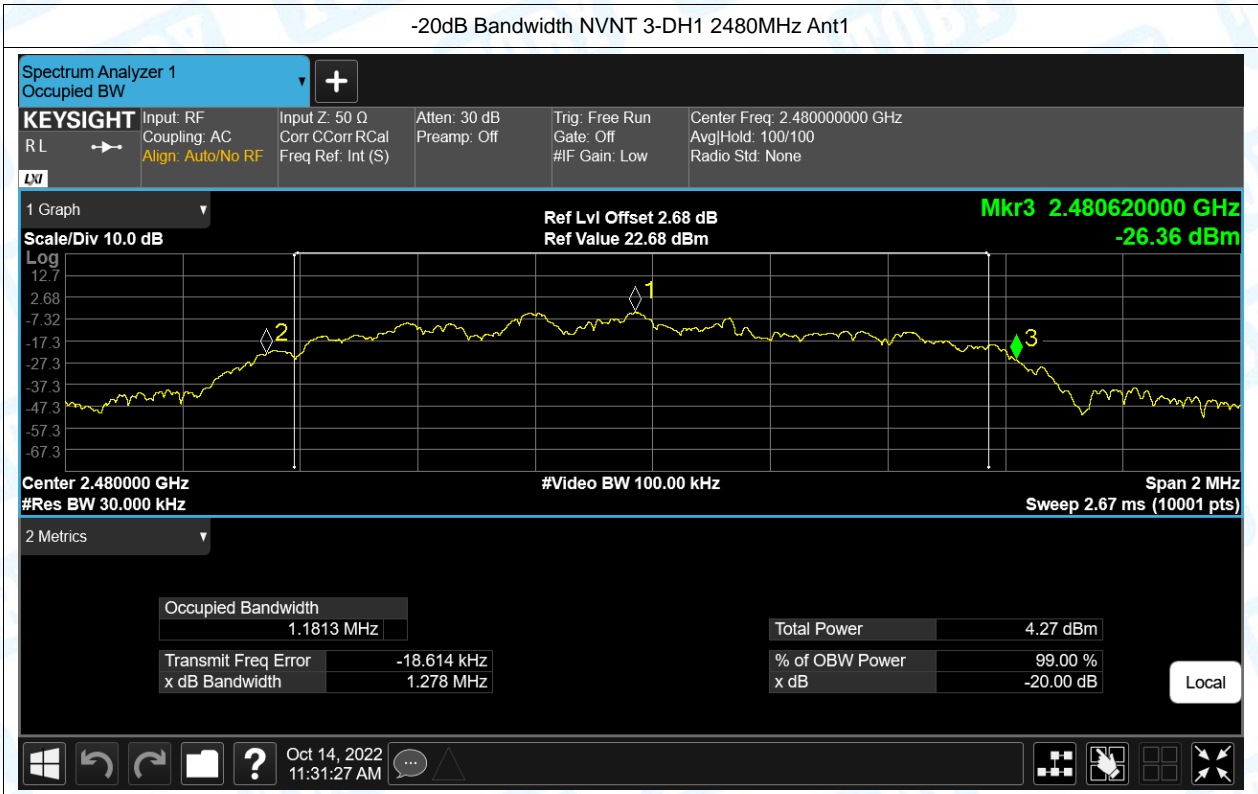 -20dB Bandwidth NVNT 3-DH1 2480MHz Ant1
Spectrum Analyzer 1
Occupied BW
KEYSIGHT
R L
LXI
Input: RF
Coupling: AC
Align: Auto/No RF
Input Z: 50 Ω
Corr CCorr RCal
Freq Ref: Int (S)
Atten: 30 dB
Preamp: Off
Trig: Free Run
Gate: Off
#IF Gain: Low
Center Freq: 2.480000000 GHz
Avg|Hold: 100/100
Radio Std: None
1 Graph
Scale/Div 10.0 dB
Ref Lvl Offset 2.68 dB
Ref Value 22.68 dBm
Mkr3 2.480620000 GHz
-26.36 dBm
Log
12.7
2.68
-7.32
-17.3
-27.3
-37.3
-47.3
-57.3
-67.3
1
2
3
Center 2.480000 GHz
#Video BW 100.00 kHz
Span 2 MHz
#Res BW 30.000 kHz
Sweep 2.67 ms (10001 pts)
2 Metrics
Occupied Bandwidth
1.1813 MHz
Total Power 4.27 dBm
Transmit Freq Error -18.614 kHz
% of OBW Power 99.00 %
x dB Bandwidth 1.278 MHz
x dB -20.00 dB
Local
?
Oct 14, 2022
11:31:27 AM